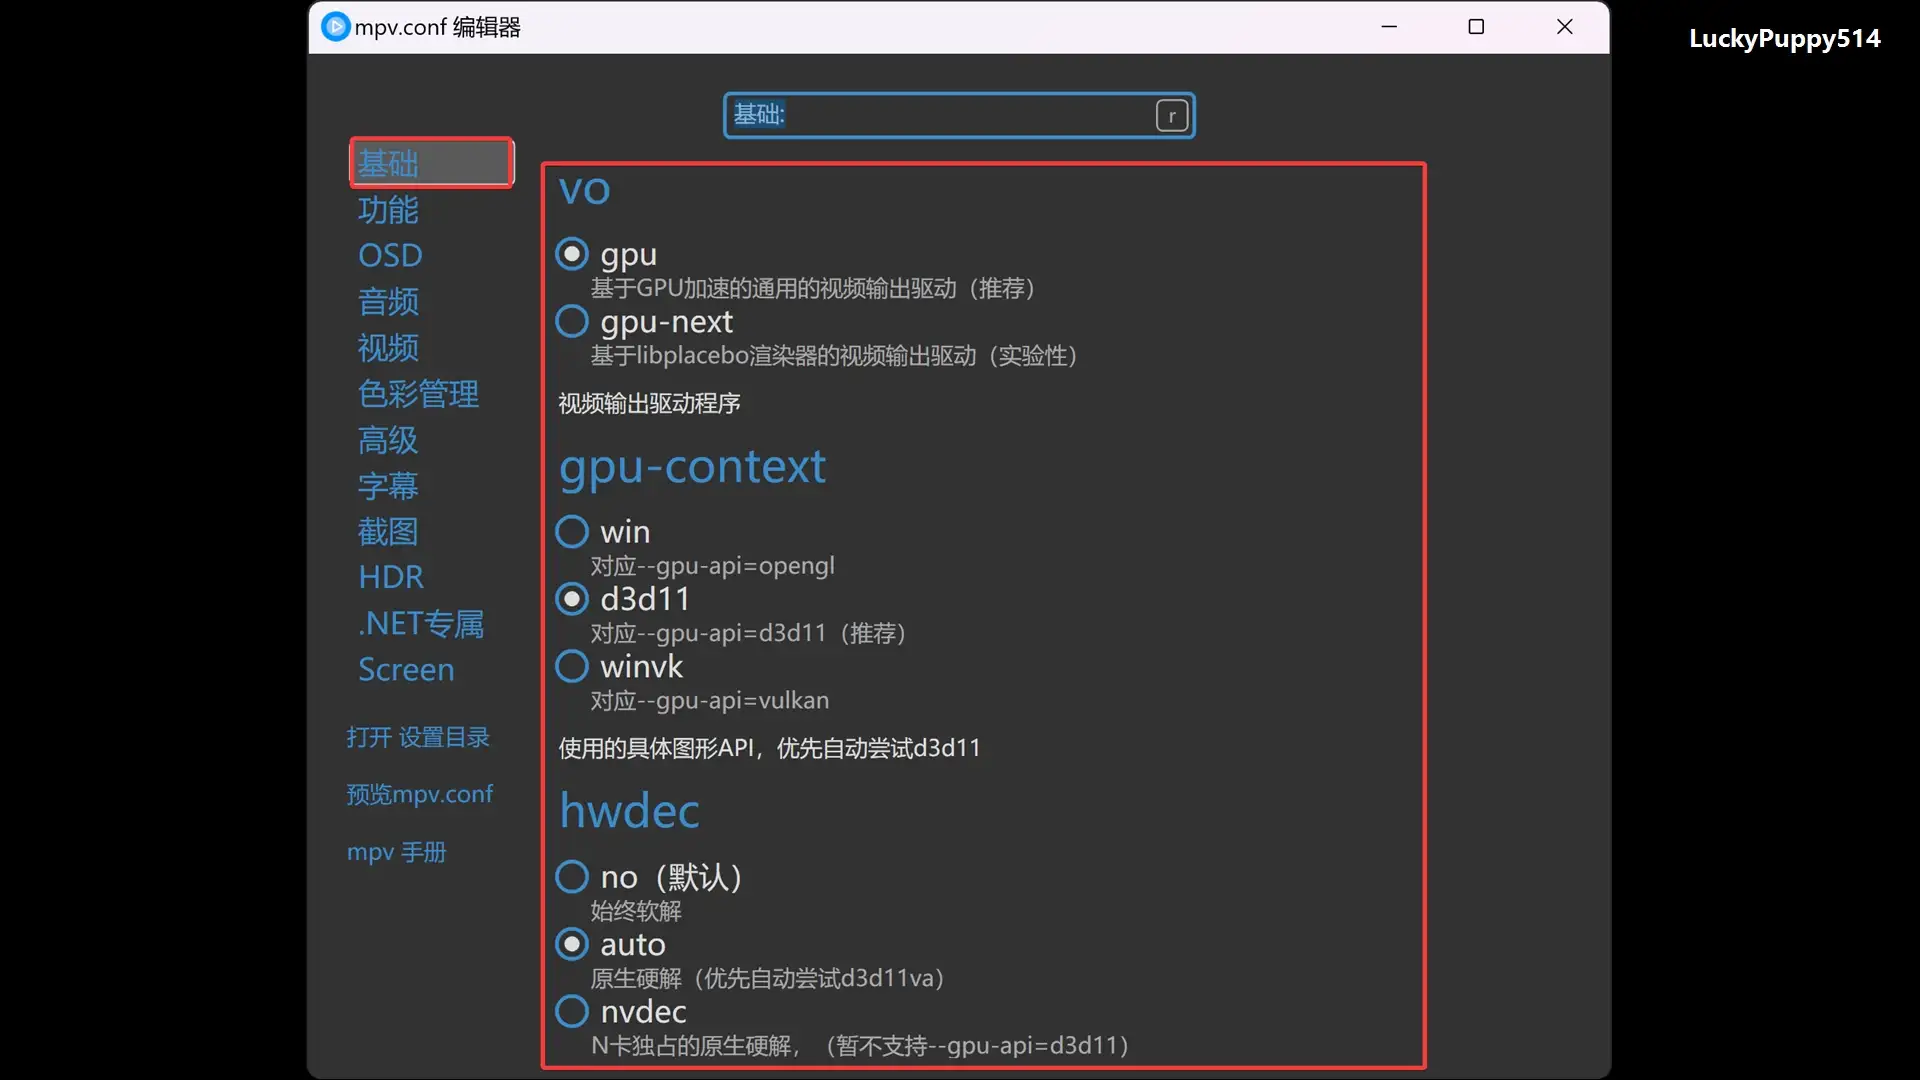 mpv.conf 编辑器
LuckyPuppy514
基础:
r
基础
功能
OSD
音频
视频
色彩管理
高级
字幕
截图
HDR
.NET专属
Screen
打开 设置目录
预览mpv.conf
mpv 手册
vo
gpu
基于GPU加速的通用的视频输出驱动（推荐）
gpu-next
基于libplacebo渲染器的视频输出驱动（实验性）
视频输出驱动程序
gpu-context
win
对应--gpu-api=opengl
d3d11
对应--gpu-api=d3d11（推荐）
winvk
对应--gpu-api=vulkan
使用的具体图形API，优先自动尝试d3d11
hwdec
no（默认）
始终软解
auto
原生硬解（优先自动尝试d3d11va）
nvdec
N卡独占的原生硬解，（暂不支持--gpu-api=d3d11）